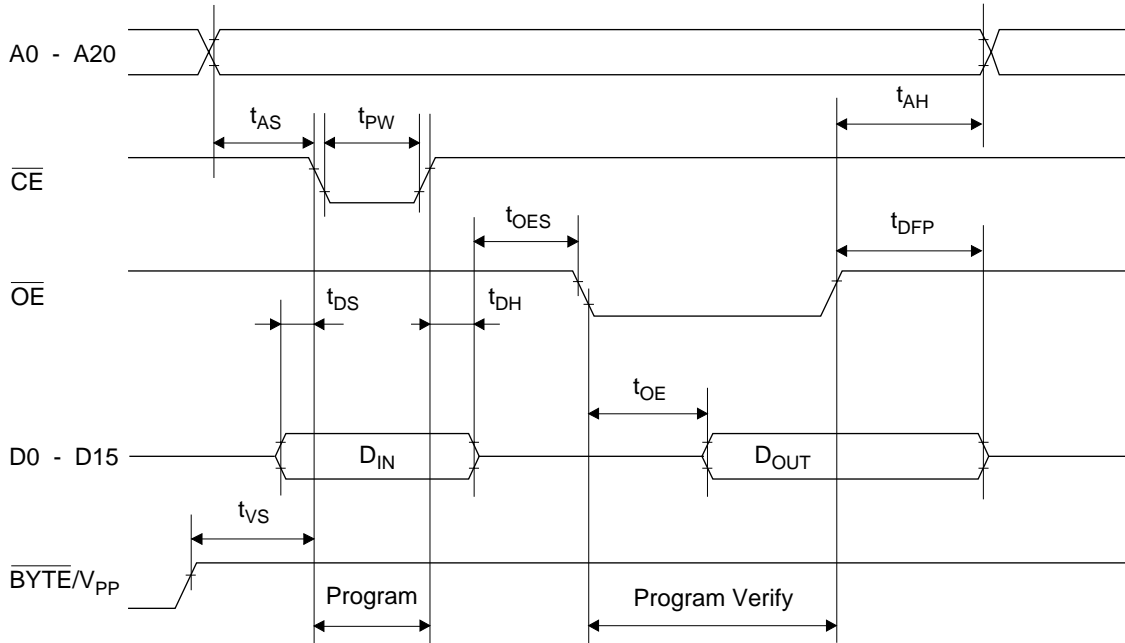 A0 - A20
tAS
tPW
tAH
CE
tOES
tDFP
OE
tDS
tDH
tOE
D0 - D15
DIN
DOUT
tVS
BYTE/VPP
Program
Program Verify